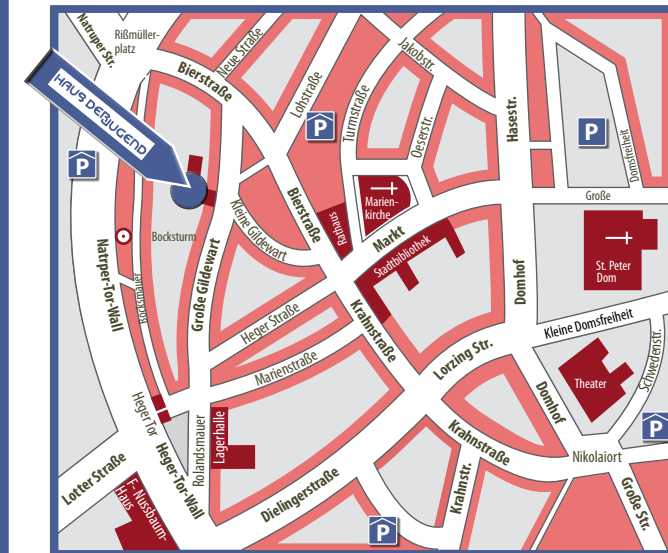 Natruper Str.
Rißmüller-
platz
Neue Straße
Bierstraße
Lohstraße
Turmstraße
Jakobstr.
Oeserstr.
Hasestr.
P
P
Domsfreiheit
HAUS DERJUGEND
P
Große
Marien-
kirche
Rathaus
Markt
Stadtbibliothek
Bierstraße
Kleine Gildewart
Bocksturm
Große Gildewart
Natrper-Tor-Wall
Bocksmauer
St. Peter
Dom
Domhof
Kleine Domsfreiheit
Heger Straße
Krahnstraße
Lorzing Str.
Marienstraße
Theater
Schwedenstr.
Domhof
P
Heger Tor
Heger-Tor-Wall
Rolandsmauer
Lagerhalle
Krahnstraße
Nikolaiort
Lotter Straße
F.- Nussbaum-
Haus
Dielingerstraße
Krahnstr.
Große Str.
P